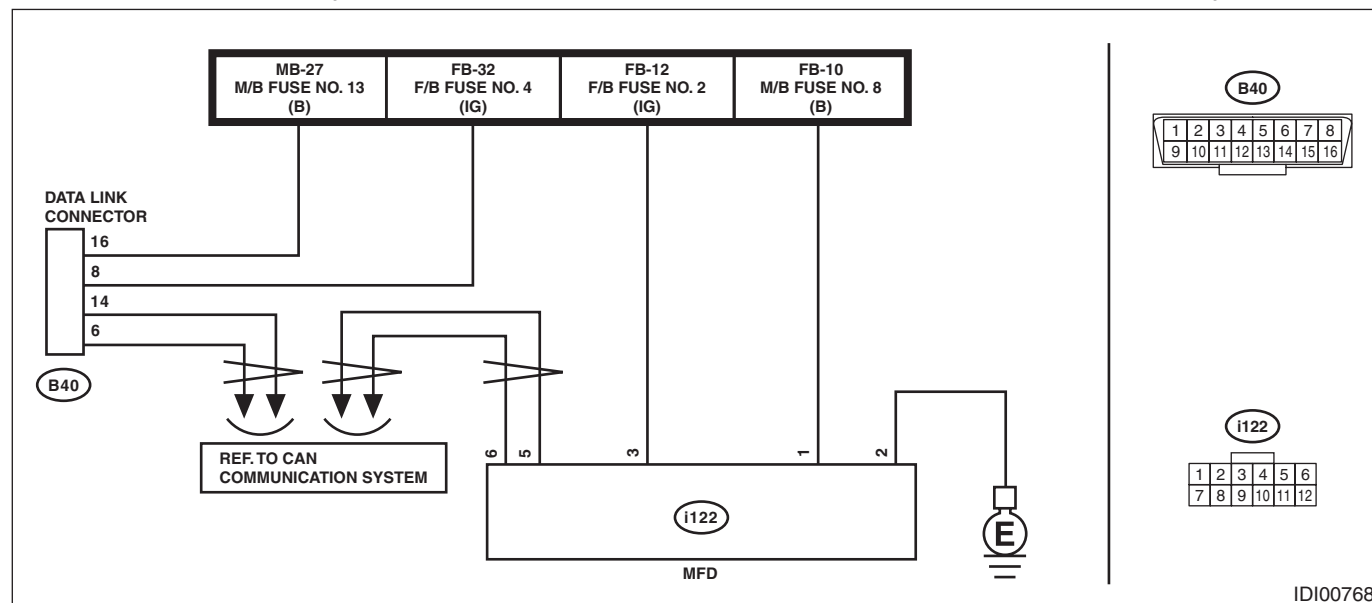 MB-27
M/B FUSE NO. 13
(B)
FB-32
F/B FUSE NO. 4
(IG)
FB-12
F/B FUSE NO. 2
(IG)
FB-10
M/B FUSE NO. 8
(B)
DATA LINK
CONNECTOR
16
8
14
6
B40
REF. TO CAN
COMMUNICATION SYSTEM
6 5 3 1 2
i122
MFD
E
B40
1 2 3 4 5 6 7 8
9 10 11 12 13 14 15 16
i122
1 2 3 4 5 6
7 8 9 10 11 12
IDI00768